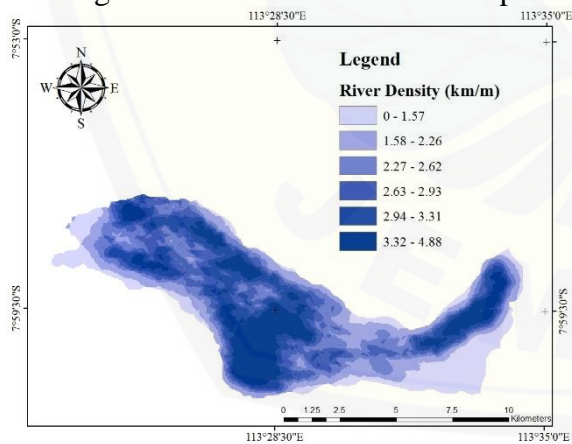 113°28'30"E 113°35'0"E
7°53'0"S
N
W E
S
Legend
River Density (km/m)
0 - 1.57
1.58 - 2.26
2.27 - 2.62
2.63 - 2.93
2.94 - 3.31
3.32 - 4.88
7°59'30"S 7°59'30"S
0 1.25 2.5 5 7.5 10
Kilometers
113°28'30"E 113°35'0"E